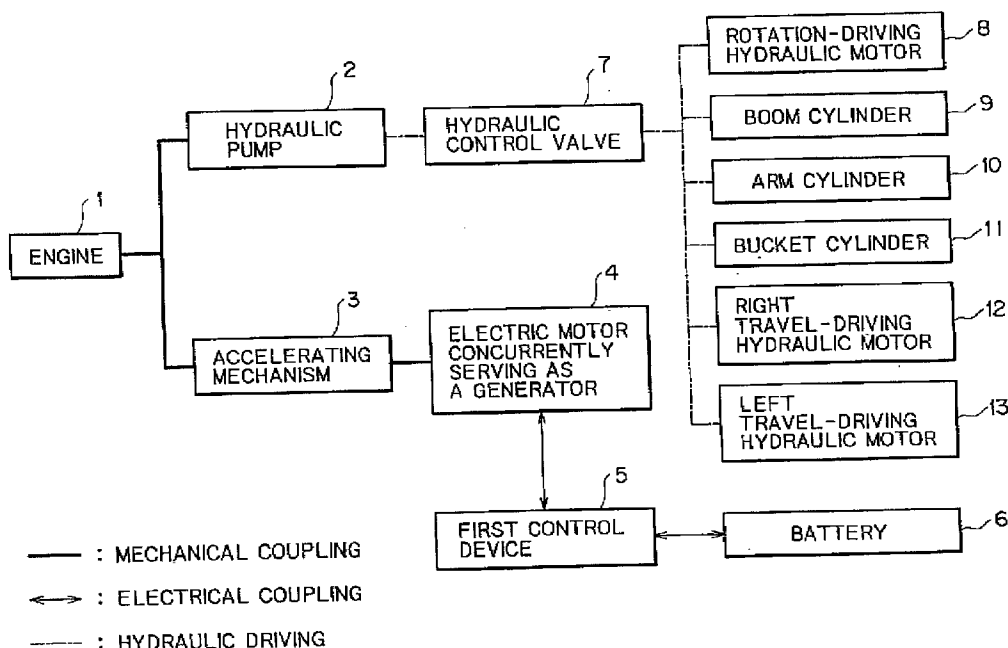 1
ENGINE
2
HYDRAULIC
PUMP
7
HYDRAULIC
CONTROL VALVE
3
ACCELERATING
MECHANISM
4
ELECTRIC MOTOR
CONCURRENTLY
SERVING AS
A GENERATOR
5
FIRST CONTROL
DEVICE
6
BATTERY
8
ROTATION-DRIVING
HYDRAULIC MOTOR
9
BOOM CYLINDER
10
ARM CYLINDER
11
BUCKET CYLINDER
12
RIGHT
TRAVEL-DRIVING
HYDRAULIC MOTOR
13
LEFT
TRAVEL-DRIVING
HYDRAULIC MOTOR
: MECHANICAL COUPLING
: ELECTRICAL COUPLING
: HYDRAULIC DRIVING